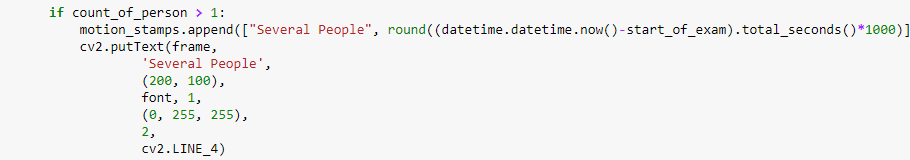 if count_of_person > 1:
    motion_stamps.append(["Several People", round((datetime.datetime.now()-start_of_exam).total_seconds()*1000)]
    cv2.putText(frame,
            'Several People',
            (200, 100),
            font, 1,
            (0, 255, 255),
            2,
            cv2.LINE_4)